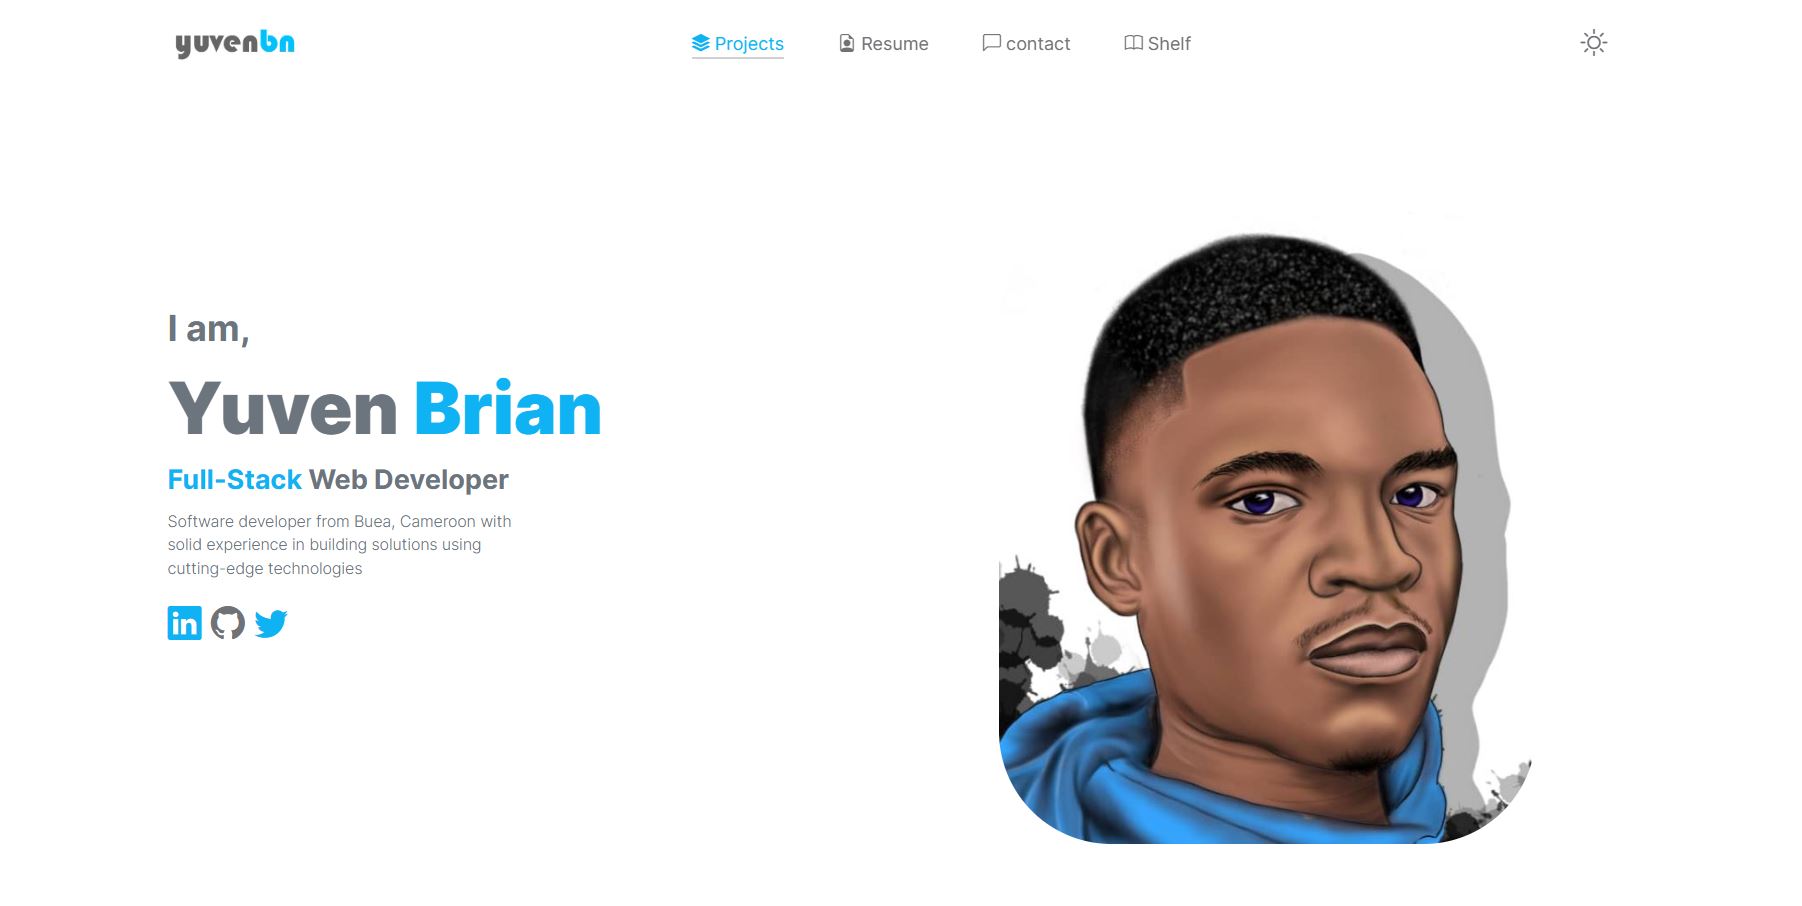 yuvenbn
Projects
Resume
contact
Shelf
I am,
Yuven Brian
Full-Stack Web Developer
Software developer from Buea, Cameroon with
solid experience in building solutions using
cutting-edge technologies
in